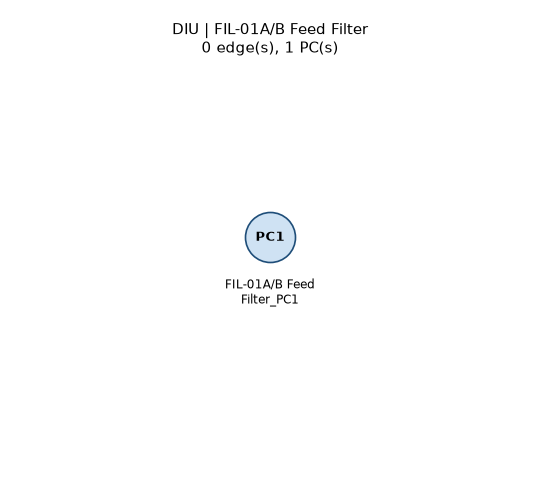 DIU | FIL-01A/B Feed Filter
0 edge(s), 1 PC(s)
PC1
FIL-01A/B Feed
Filter_PC1